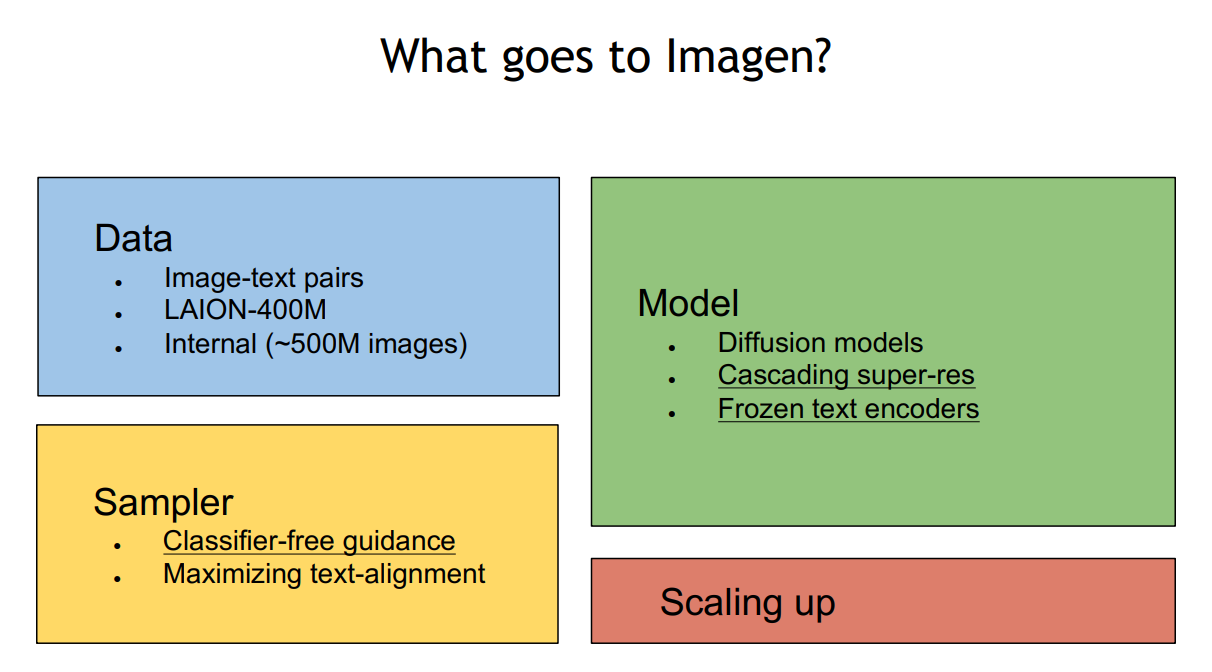 What goes to Imagen?
Data
• Image-text pairs
• LAION-400M
• Internal (~500M images)
Sampler
• Classifier-free guidance
• Maximizing text-alignment
Model
• Diffusion models
• Cascading super-res
• Frozen text encoders
Scaling up